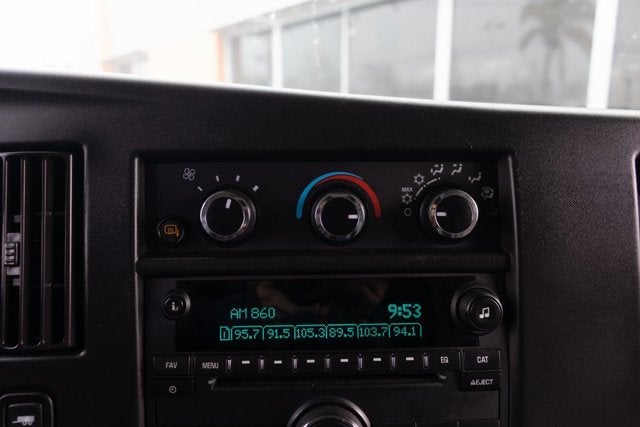 MAX
i
AM 860 9:53
1 95.7 91.5 105.3 89.5 103.7 94.1
FAV MENU EQ CAT
EJECT